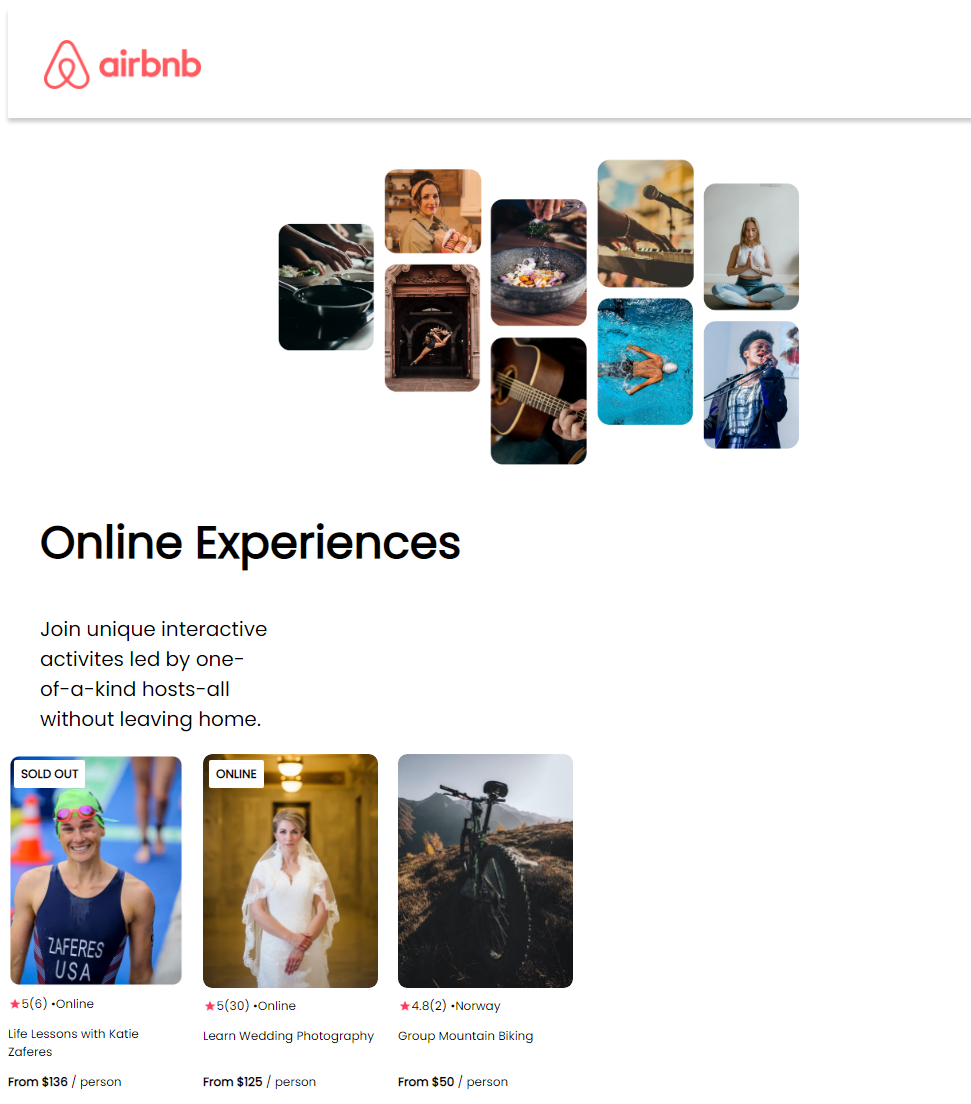 airbnb
Online Experiences
Join unique interactive
activites led by one-
of-a-kind hosts-all
without leaving home.
SOLD OUT
ZAFERES
USA
5(6) •Online
Life Lessons with Katie
Zaferes
From $136 / person
ONLINE
5(30) •Online
Learn Wedding Photography
From $125 / person
4.8(2) •Norway
Group Mountain Biking
From $50 / person